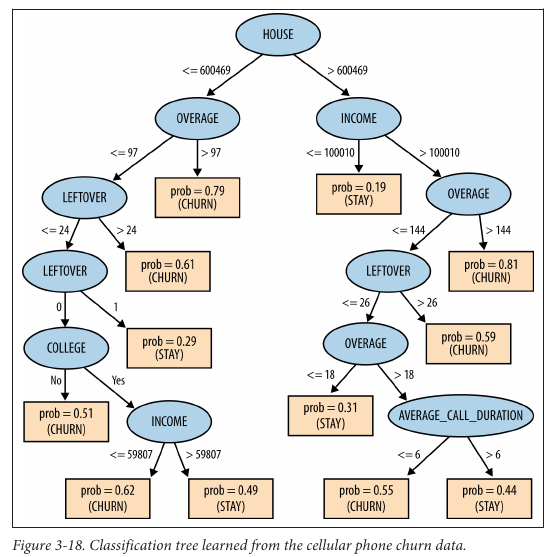 HOUSE
<= 600469
> 600469
OVERAGE
INCOME
<= 97
> 97
<= 100010
> 100010
LEFTOVER
prob = 0.79
(CHURN)
prob = 0.19
(STAY)
OVERAGE
<= 24
> 24
<= 144
> 144
LEFTOVER
prob = 0.61
(CHURN)
LEFTOVER
prob = 0.81
(CHURN)
0
1
<= 26
> 26
COLLEGE
prob = 0.29
(STAY)
OVERAGE
prob = 0.59
(CHURN)
No
Yes
<= 18
> 18
prob = 0.51
(CHURN)
INCOME
prob = 0.31
(STAY)
AVERAGE_CALL_DURATION
<= 59807
> 59807
<= 6
> 6
prob = 0.62
(CHURN)
prob = 0.49
(STAY)
prob = 0.55
(CHURN)
prob = 0.44
(STAY)
Figure 3-18. Classification tree learned from the cellular phone churn data.